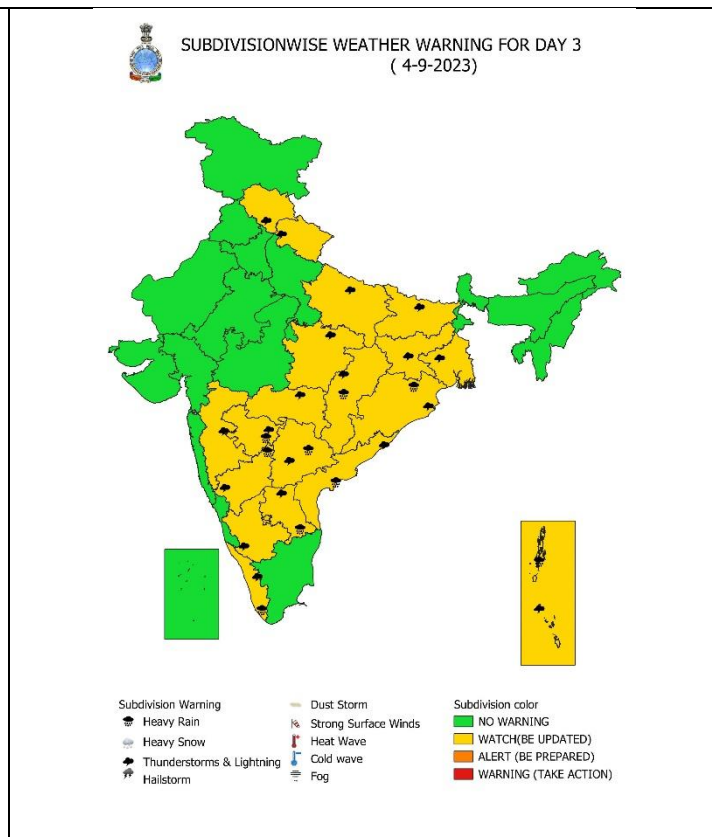 SUBDIVISIONWISE WEATHER WARNING FOR DAY 3
( 4-9-2023)
Subdivision Warning
Heavy Rain
Heavy Snow
Thunderstorms & Lightning
Hailstorm
Dust Storm
Strong Surface Winds
Heat Wave
Cold wave
Fog
Subdivision color
NO WARNING
WATCH(BE UPDATED)
ALERT (BE PREPARED)
WARNING (TAKE ACTION)